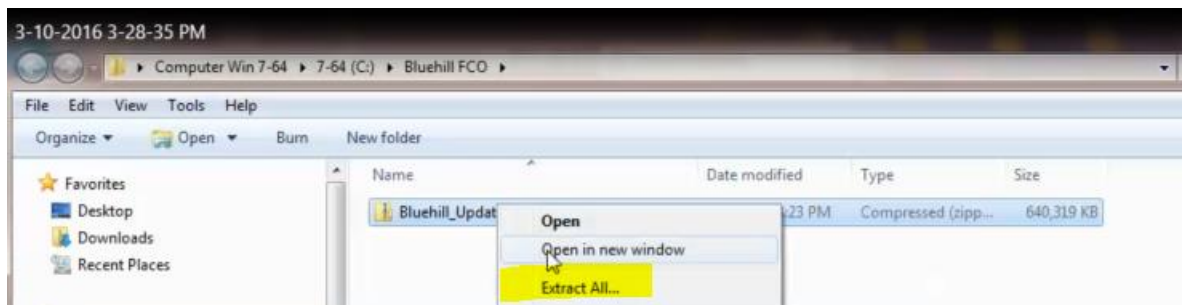 3-10-2016 3-28-35 PM
Computer Win 7-64 ▸ 7-64 (C:) ▸ Bluehill FCO ▸
File Edit View Tools Help
Organize Open Burn New folder
Favorites
Desktop
Downloads
Recent Places
Name Date modified Type Size
Bluehill_Updat :23 PM Compressed (zipp... 640,319 KB
Open
Open in new window
Extract All...